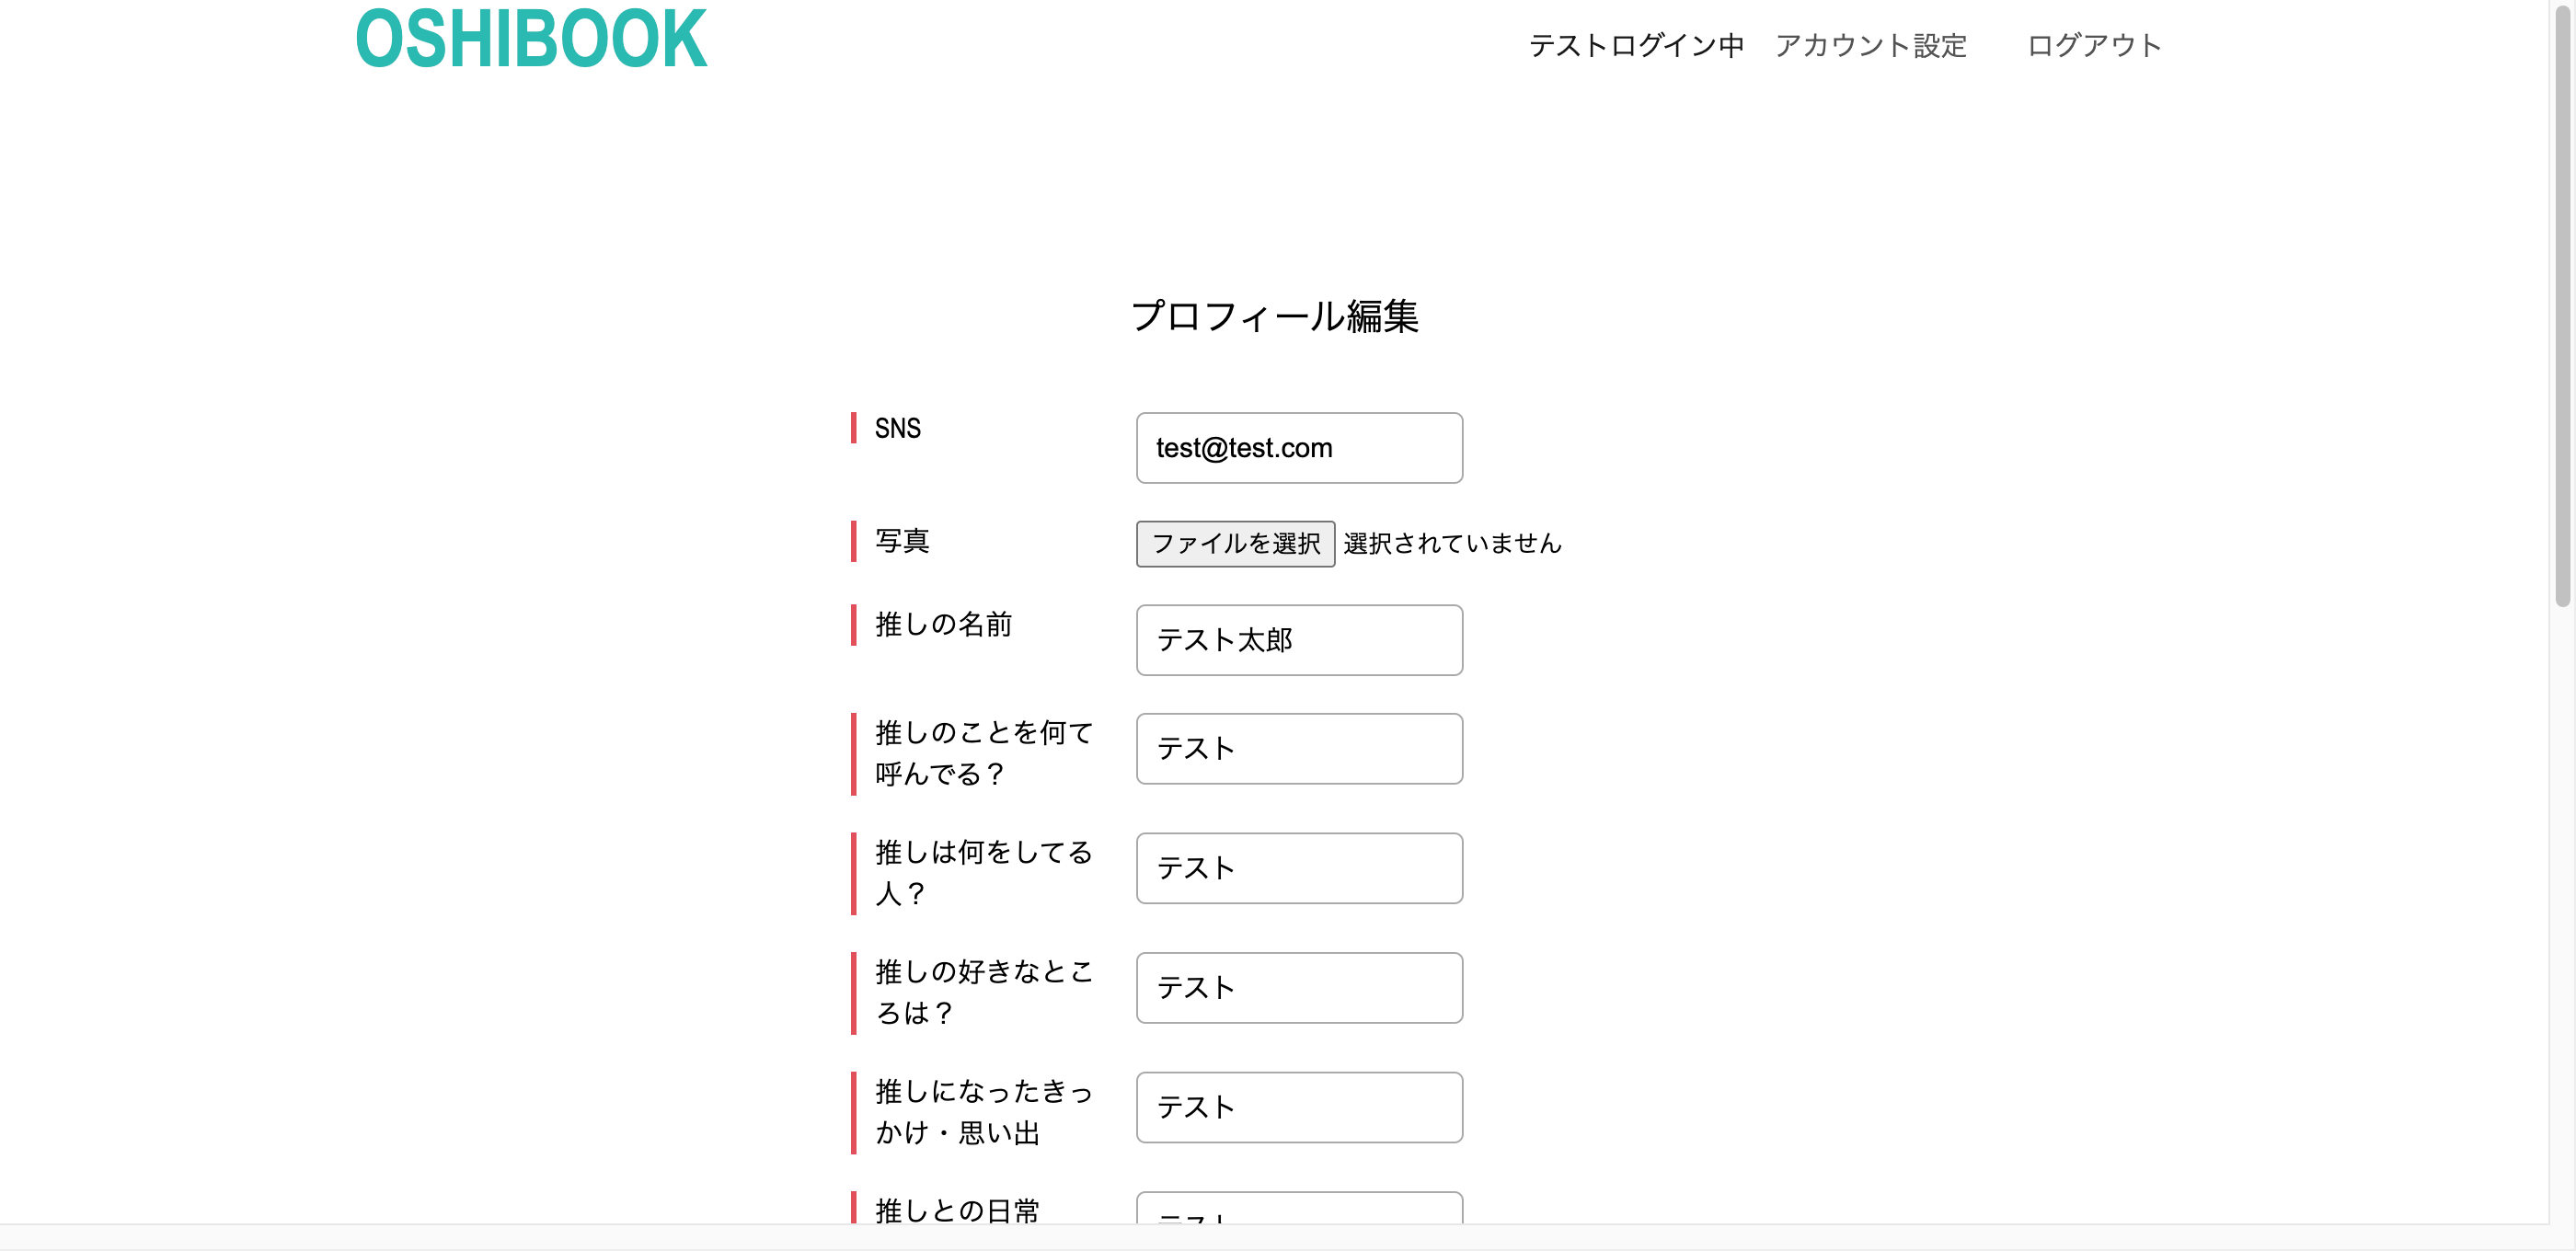 OSHIBOOK
テストログイン中 アカウント設定 ログアウト
プロフィール編集
SNS
test@test.com
写真
ファイルを選択 選択されていません
推しの名前
テスト太郎
推しのことを何て
呼んでる？
テスト
推しは何をしてる
人？
テスト
推しの好きなとこ
ろは？
テスト
推しになったきっ
かけ・思い出
テスト
推しとの日常